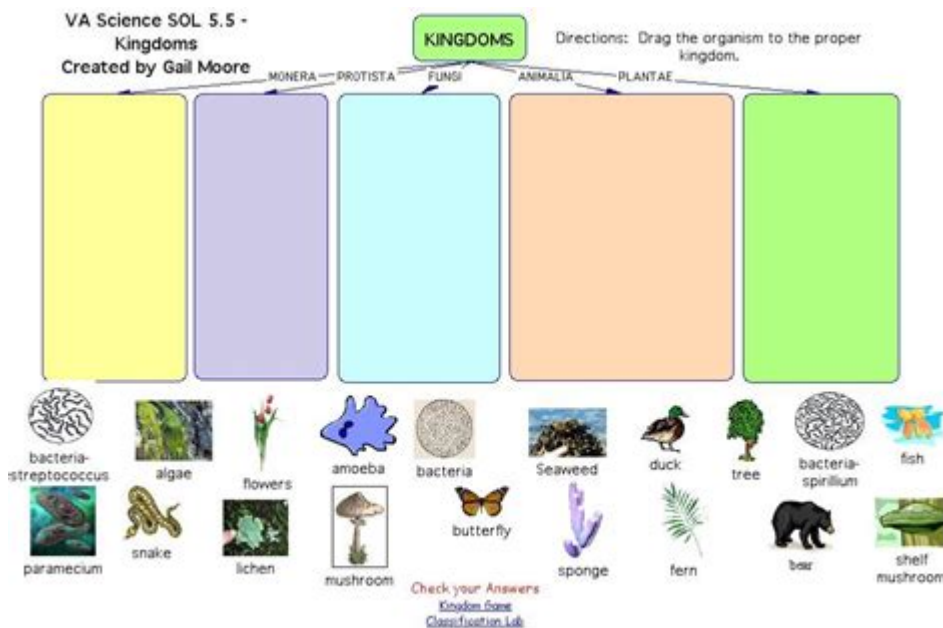 VA Science SOL 5.5 -
Kingdoms
Created by Gail Moore
KINGDOMS
Directions: Drag the organism to the proper
kingdom.
MONERA
PROTISTA
FUNGI
ANIMALIA
PLANTAE
bacteria-
streptococcus
algae
flowers
amoeba
bacteria
Seaweed
duck
tree
bacteria-
spirillium
fish
paramecium
snake
lichen
mushroom
butterfly
sponge
fern
bear
shelf
mushroom
Check your Answers
Kingdom Game
Classification Lab